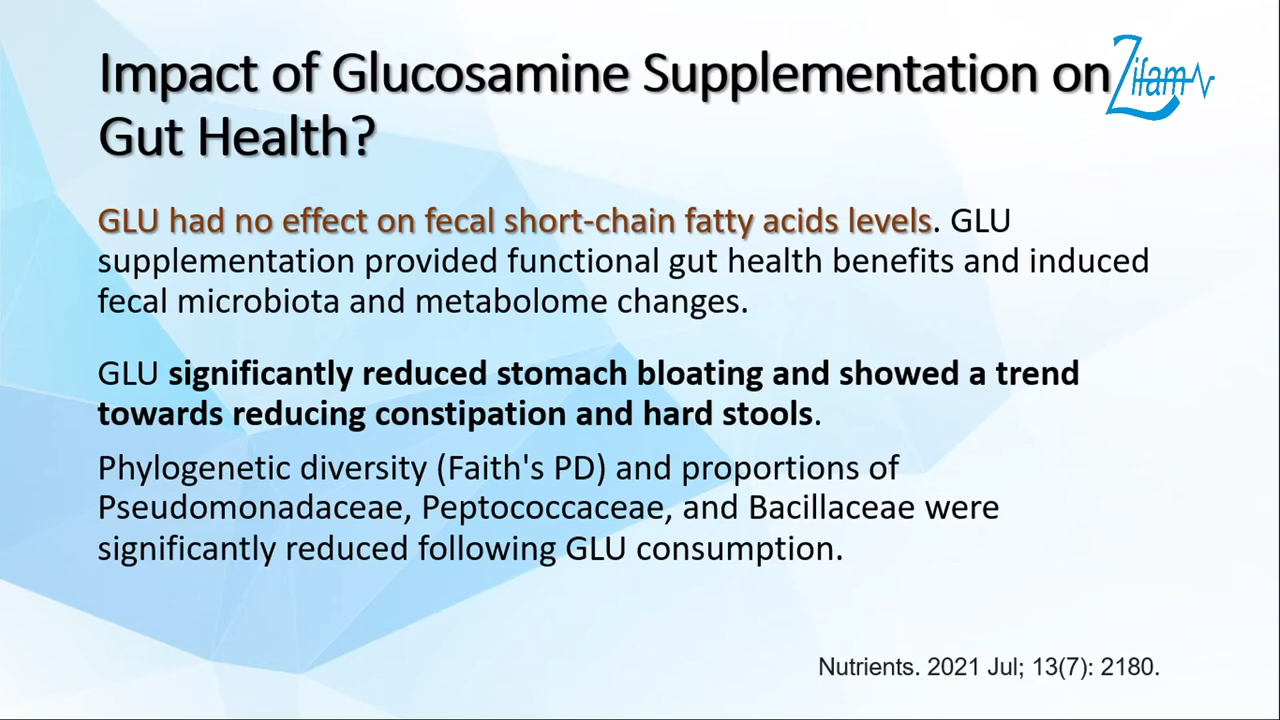 Impact of Glucosamine Supplementation on
Gut Health?
Zifam
GLU had no effect on fecal short-chain fatty acids levels. GLU
supplementation provided functional gut health benefits and induced
fecal microbiota and metabolome changes.
GLU significantly reduced stomach bloating and showed a trend
towards reducing constipation and hard stools.
Phylogenetic diversity (Faith's PD) and proportions of
Pseudomonadaceae, Peptococcaceae, and Bacillaceae were
significantly reduced following GLU consumption.
Nutrients. 2021 Jul; 13(7): 2180.